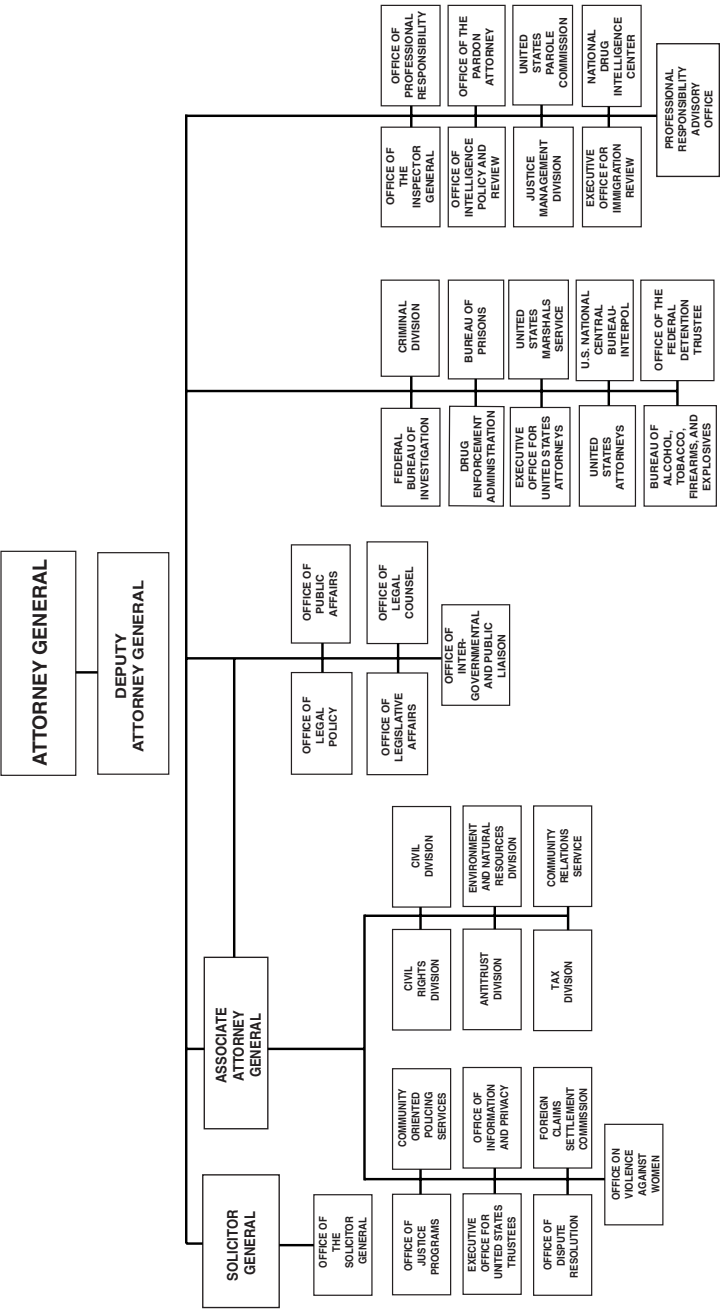 ATTORNEY GENERAL
DEPUTY
ATTORNEY GENERAL
SOLICITOR
GENERAL
OFFICE OF
THE
SOLICITOR
GENERAL
ASSOCIATE
ATTORNEY
GENERAL
OFFICE OF
JUSTICE
PROGRAMS
COMMUNITY
ORIENTED
POLICING
SERVICES
EXECUTIVE
OFFICE FOR
UNITED STATES
TRUSTEES
OFFICE OF
INFORMATION
AND PRIVACY
OFFICE OF
DISPUTE
RESOLUTION
FOREIGN
CLAIMS
SETTLEMENT
COMMISSION
OFFICE ON
VIOLENCE
AGAINST
WOMEN
CIVIL
RIGHTS
DIVISION
CIVIL
DIVISION
ANTITRUST
DIVISION
ENVIRONMENT
AND NATURAL
RESOURCES
DIVISION
TAX
DIVISION
COMMUNITY
RELATIONS
SERVICE
OFFICE OF
LEGAL
POLICY
OFFICE OF
PUBLIC
AFFAIRS
OFFICE OF
LEGISLATIVE
AFFAIRS
OFFICE OF
LEGAL
COUNSEL
OFFICE OF
INTER-
GOVERNMENTAL
AND PUBLIC
LIAISON
FEDERAL
BUREAU OF
INVESTIGATION
CRIMINAL
DIVISION
DRUG
ENFORCEMENT
ADMINISTRATION
BUREAU OF
PRISONS
EXECUTIVE
OFFICE FOR
UNITED STATES
ATTORNEYS
UNITED
STATES
MARSHALS
SERVICE
UNITED
STATES
ATTORNEYS
U.S. NATIONAL
CENTRAL
BUREAU-
INTERPOL
BUREAU OF
ALCOHOL,
TOBACCO,
FIREARMS, AND
EXPLOSIVES
OFFICE OF THE
FEDERAL
DETENTION
TRUSTEE
OFFICE OF
THE
INSPECTOR
GENERAL
OFFICE OF
PROFESSIONAL
RESPONSIBILITY
OFFICE OF
INTELLIGENCE
POLICY AND
REVIEW
OFFICE OF THE
PARDON
ATTORNEY
JUSTICE
MANAGEMENT
DIVISION
UNITED
STATES
PAROLE
COMMISSION
EXECUTIVE
OFFICE FOR
IMMIGRATION
REVIEW
NATIONAL
DRUG
INTELLIGENCE
CENTER
PROFESSIONAL
RESPONSIBILITY
ADVISORY
OFFICE